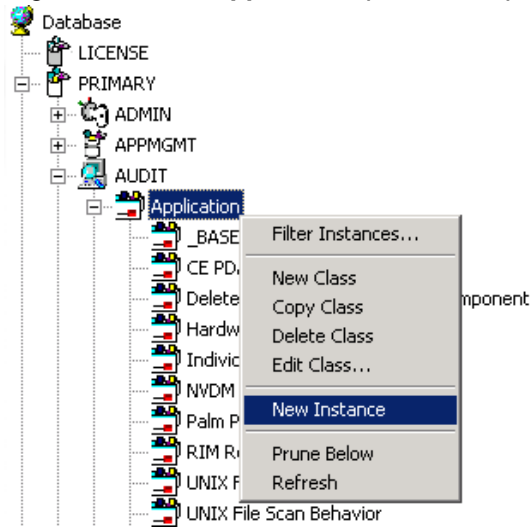 Database
LICENSE
PRIMARY
ADMIN
APPMGMT
AUDIT
Application
_BASE
Filter Instances...
CE PD
New Class
Delete
Copy Class
mponent
Hardw
Delete Class
Individ
Edit Class...
NVDM
New Instance
Palm P
RIM R
Prune Below
UNIX F
Refresh
UNIX File Scan Behavior